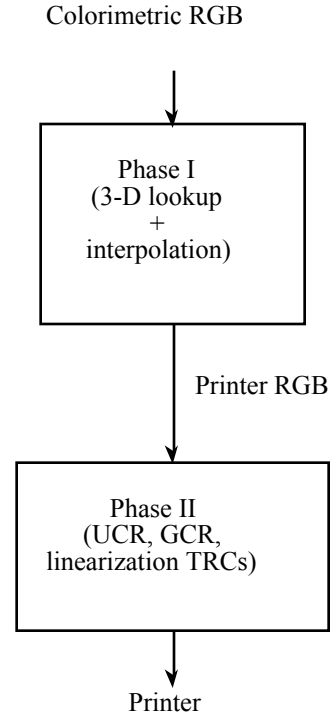 Colorimetric RGB
Phase I
(3-D lookup
+
interpolation)
Printer RGB
Phase II
(UCR, GCR,
linearization TRCs)
Printer